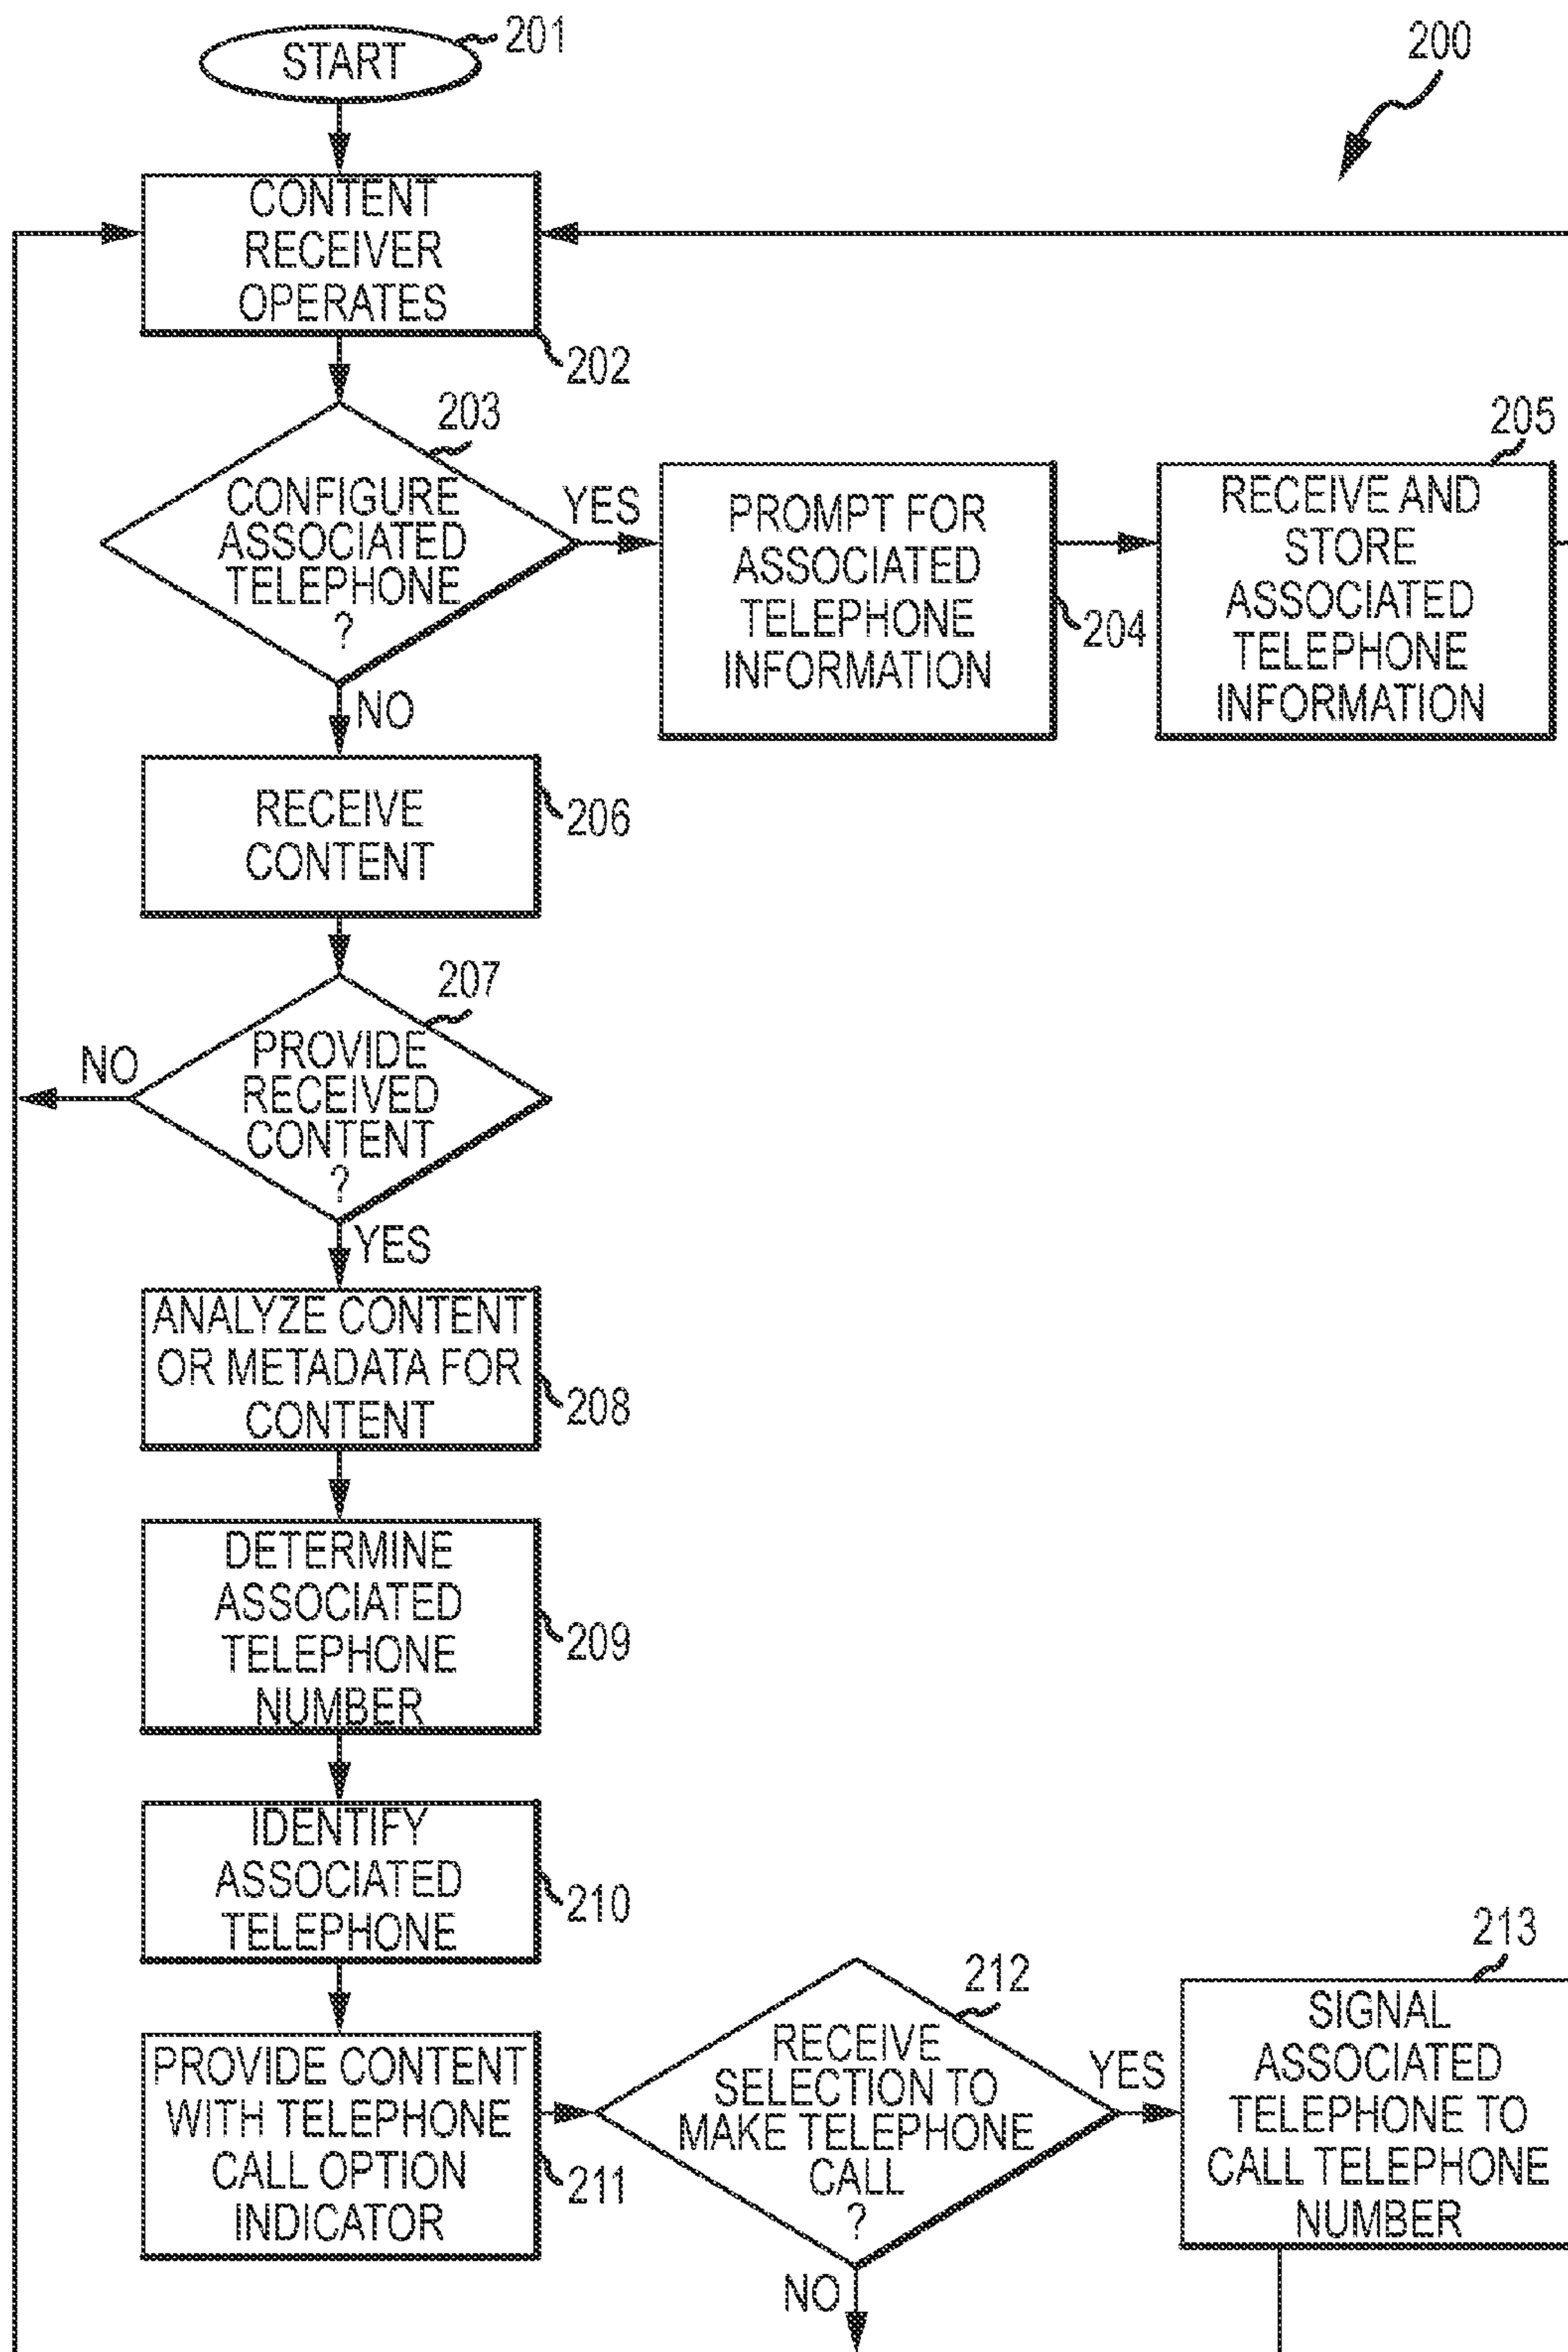 START
201
200
CONTENT
RECEIVER
OPERATES
202
203
CONFIGURE
ASSOCIATED
TELEPHONE
?
YES
NO
PROMPT FOR
ASSOCIATED
TELEPHONE
INFORMATION
204
205
RECEIVE AND
STORE
ASSOCIATED
TELEPHONE
INFORMATION
RECEIVE
CONTENT
206
207
PROVIDE
RECEIVED
CONTENT
?
NO
YES
ANALYZE CONTENT
OR METADATA FOR
CONTENT
208
DETERMINE
ASSOCIATED
TELEPHONE
NUMBER
209
IDENTIFY
ASSOCIATED
TELEPHONE
210
PROVIDE CONTENT
WITH TELEPHONE
CALL OPTION
INDICATOR
211
212
RECEIVE
SELECTION TO
MAKE TELEPHONE
CALL
?
YES
NO
213
SIGNAL
ASSOCIATED
TELEPHONE TO
CALL TELEPHONE
NUMBER